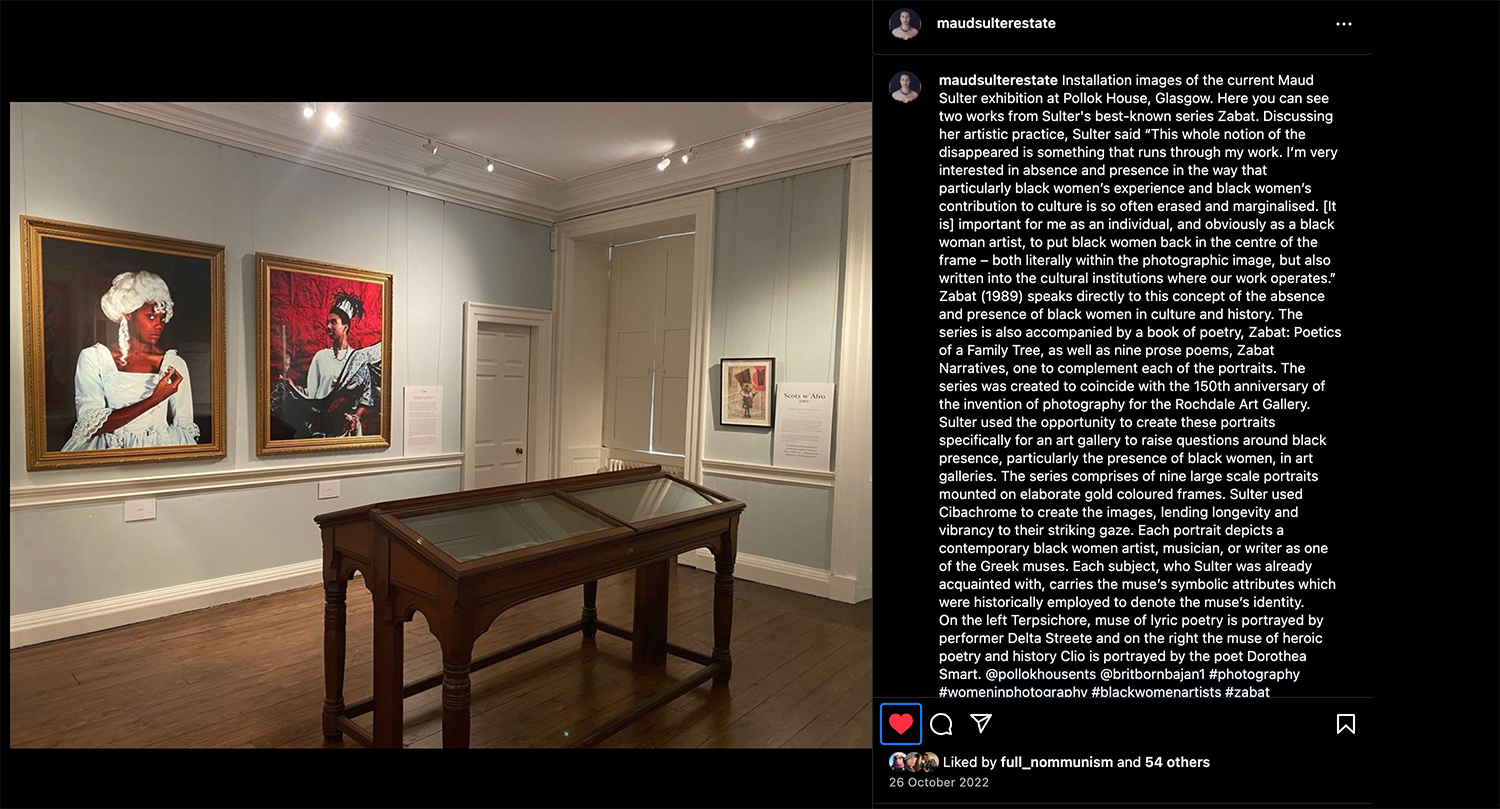 maudsulterestate
maudsulterestate Installation images of the current Maud
Sulter exhibition at Pollok House, Glasgow. Here you can see
two works from Sulter's best-known series Zabat. Discussing
her artistic practice, Sulter said “This whole notion of the
disappeared is something that runs through my work. I’m very
interested in absence and presence in the way that
particularly black women’s experience and black women’s
contribution to culture is so often erased and marginalised. [It
is] important for me as an individual, and obviously as a black
woman artist, to put black women back in the centre of the
frame – both literally within the photographic image, but also
written into the cultural institutions where our work operates.”
Zabat (1989) speaks directly to this concept of the absence
and presence of black women in culture and history. The
series is also accompanied by a book of poetry, Zabat: Poetics
of a Family Tree, as well as nine prose poems, Zabat
Narratives, one to complement each of the portraits. The
series was created to coincide with the 150th anniversary of
the invention of photography for the Rochdale Art Gallery.
Sulter used the opportunity to create these portraits
specifically for an art gallery to raise questions around black
presence, particularly the presence of black women, in art
galleries. The series comprises of nine large scale portraits
mounted on elaborate gold coloured frames. Sulter used
Cibachrome to create the images, lending longevity and
vibrancy to their striking gaze. Each portrait depicts a
contemporary black women artist, musician, or writer as one
of the Greek muses. Each subject, who Sulter was already
acquainted with, carries the muse’s symbolic attributes which
were historically employed to denote the muse’s identity.
On the left Terpsichore, muse of lyric poetry is portrayed by
performer Delta Streete and on the right the muse of heroic
poetry and history Clio is portrayed by the poet Dorothea
Smart. @pollokhousents @britbornbajan1 #photography
#womeninphotography #blackwomenartists #zabat
Liked by full_nommunism and 54 others
26 October 2022
Clio
Scots w'Afro